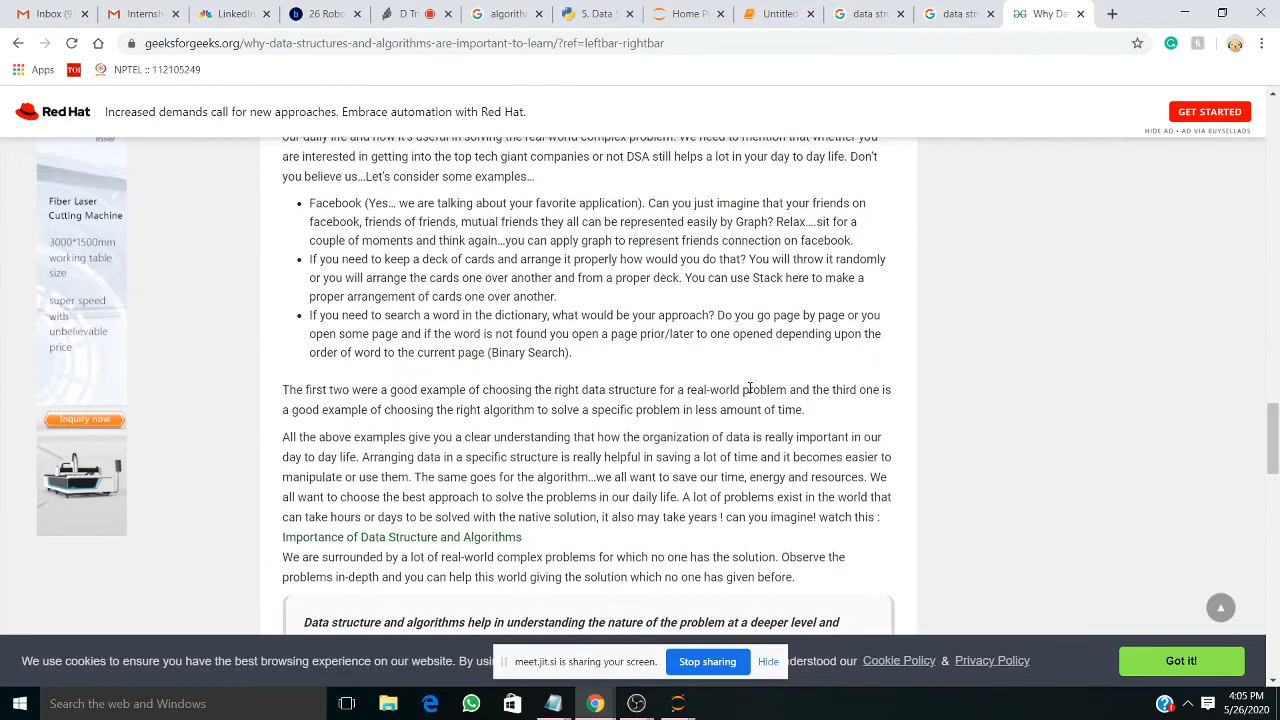 Inbox (9
Internsh
LinkedIn
26 Robo
D Tr
algorithr
5. Data S
Home P
Untitled
data stru
data stru
Why Dat
geeksforgeeks.org/why-data-structures-and-algorithms-are-important-to-learn/?ref=leftbar-rightbar
Apps
TOI
NPTEL :: 112105249
Red Hat
Increased demands call for new approaches. Embrace automation with Red Hat.
GET STARTED
HIDE AD • AD VIA BUYSELLADS
laser
Fiber Laser
Cutting Machine
3000*1500mm
working table
size
super speed
with
unbelievable
price
Inquiry now
our daily life and how it's useful in solving the real-world complex problem. We need to mention that whether you
are interested in getting into the top tech giant companies or not DSA still helps a lot in your day to day life. Don't
you believe us…Let's consider some examples…
• Facebook (Yes… we are talking about your favorite application). Can you just imagine that your friends on
facebook, friends of friends, mutual friends they all can be represented easily by Graph? Relax….sit for a
couple of moments and think again…you can apply graph to represent friends connection on facebook.
• If you need to keep a deck of cards and arrange it properly how would you do that? You will throw it randomly
or you will arrange the cards one over another and from a proper deck. You can use Stack here to make a
proper arrangement of cards one over another.
• If you need to search a word in the dictionary, what would be your approach? Do you go page by page or you
open some page and if the word is not found you open a page prior/later to one opened depending upon the
order of word to the current page (Binary Search).
The first two were a good example of choosing the right data structure for a real-world problem and the third one is
a good example of choosing the right algorithm to solve a specific problem in less amount of time.
All the above examples give you a clear understanding that how the organization of data is really important in our
day to day life. Arranging data in a specific structure is really helpful in saving a lot of time and it becomes easier to
manipulate or use them. The same goes for the algorithm…we all want to save our time, energy and resources. We
all want to choose the best approach to solve the problems in our daily life. A lot of problems exist in the world that
can take hours or days to be solved with the native solution, it also may take years ! can you imagine! watch this :
Importance of Data Structure and Algorithms
We are surrounded by a lot of real-world complex problems for which no one has the solution. Observe the
problems in-depth and you can help this world giving the solution which no one has given before.
Data structure and algorithms help in understanding the nature of the problem at a deeper level and
We use cookies to ensure you have the best browsing experience on our website. By usi
meet.jit.si is sharing your screen.
Stop sharing
Hide
derstood our Cookie Policy & Privacy Policy
Got it!
Search the web and Windows
4:05 PM
5/26/2020